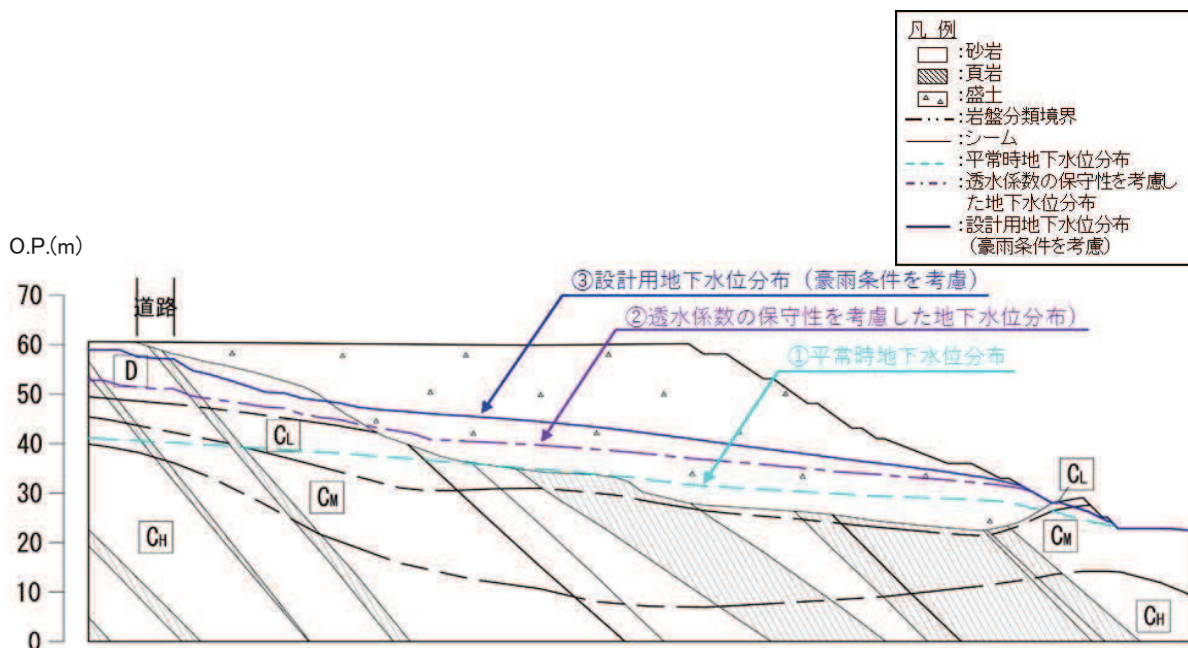 凡 例
:砂岩
:頁岩
:盛土
:岩盤分類境界
:シーム
:平常時地下水位分布
:透水係数の保守性を考慮し
た地下水位分布
:設計用地下水位分布
(豪雨条件を考慮)
O.P.(m)
道路
③設計用地下水位分布(豪雨条件を考慮)
②透水係数の保守性を考慮した地下水位分布)
①平常時地下水位分布
70
60
50
40
30
20
10
0
D
CL
CM
CH
CL
CM
CH